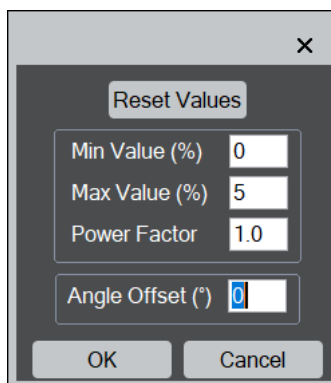 Reset Values
Min Value (%) 0
Max Value (%) 5
Power Factor 1.0
Angle Offset (°) 0
OK Cancel